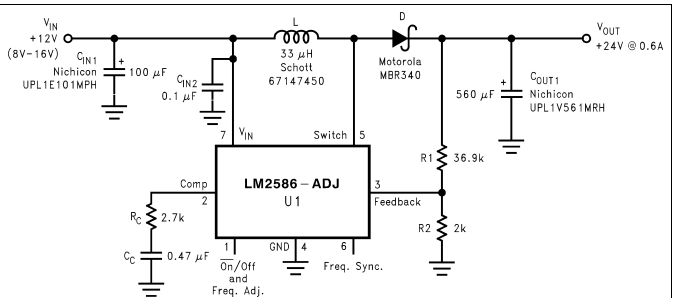 VIN
+12V
(8V-16V)
CIN1
+
100 µF
Nichicon
UPL1E101MPH
CIN2
0.1 µF
L
33 µH
Schott
67147450
D
Motorola
MBR340
VOUT
+24V @ 0.6A
560 µF
+
COUT1
Nichicon
UPL1V561MRH
7
VIN
Switch
5
R1
36.9k
Comp
2
LM2586-ADJ
U1
3
Feedback
R2
2k
RC
2.7k
CC
0.47 µF
1
GND
4
6
On/Off
and
Freq. Adj.
Freq. Sync.